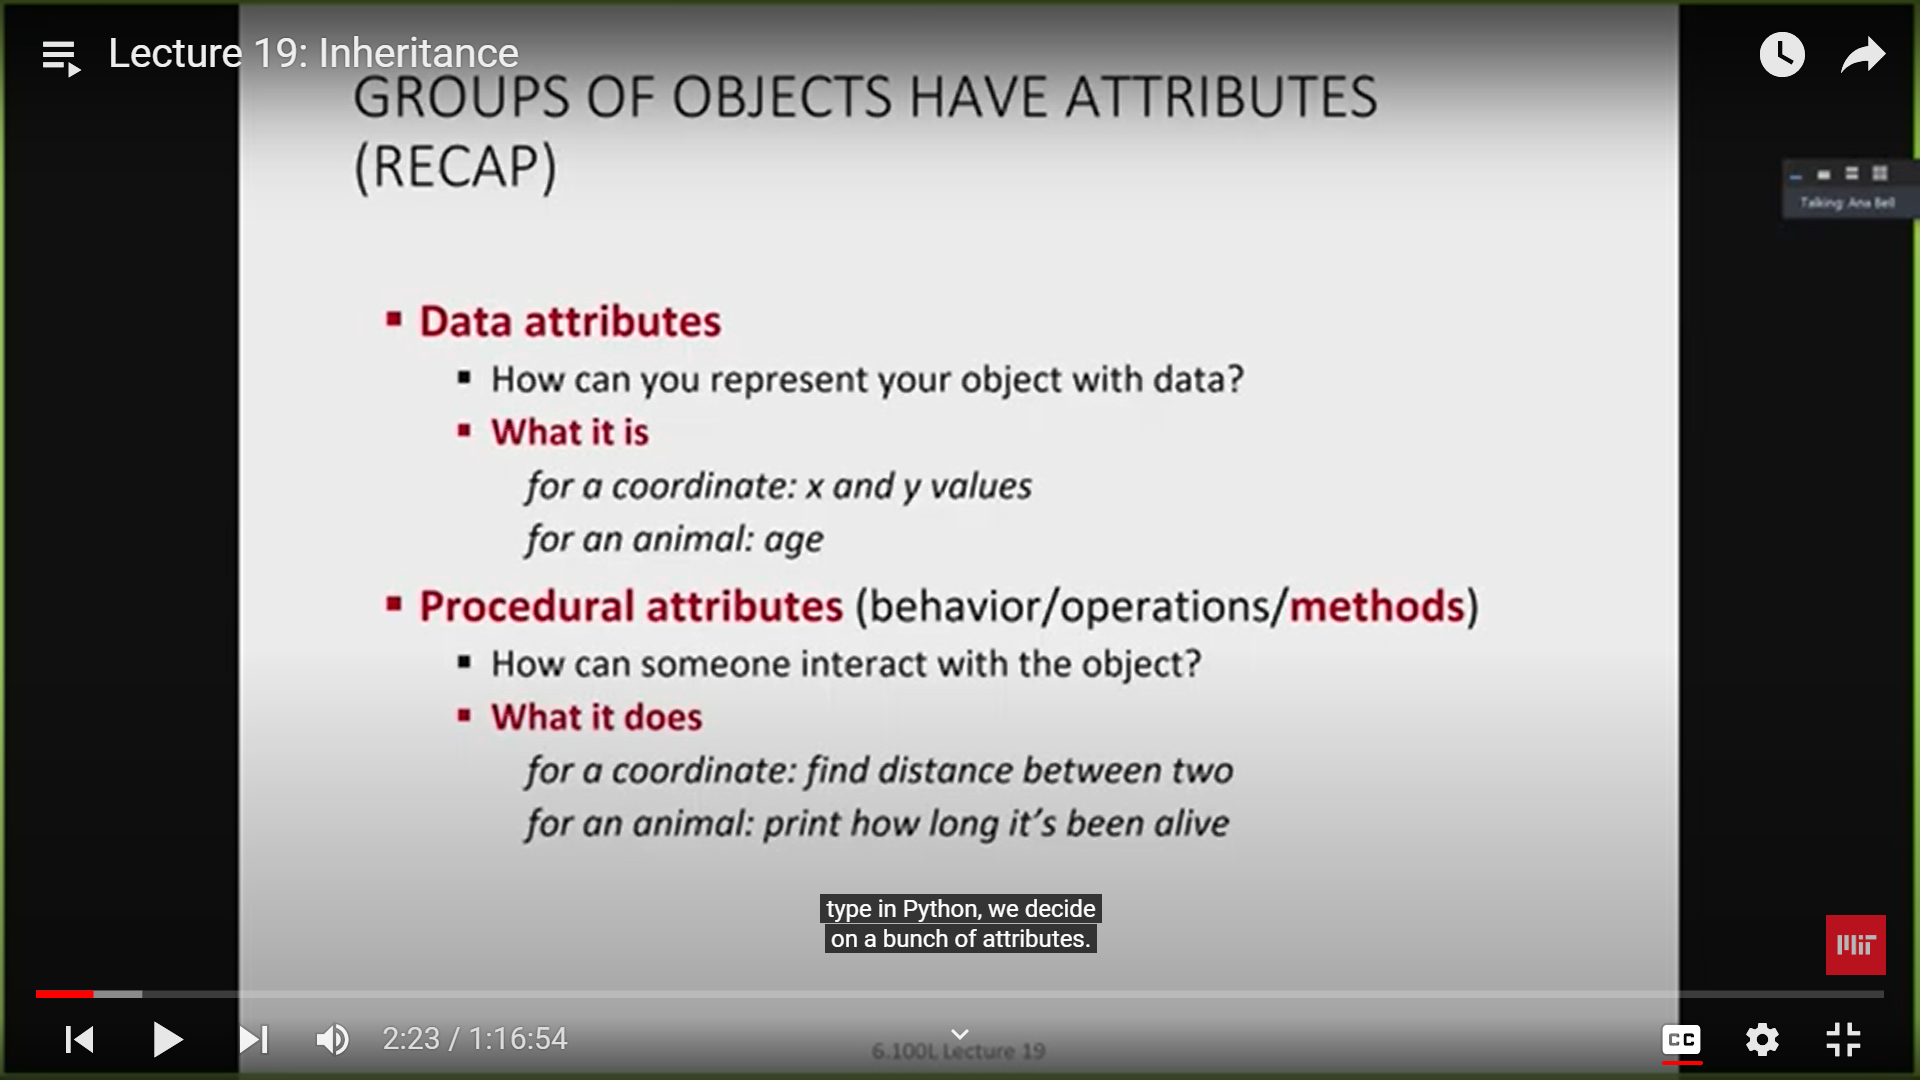 Lecture 19: Inheritance
GROUPS OF OBJECTS HAVE ATTRIBUTES
(RECAP)
Talking: Ana Bell
Data attributes
How can you represent your object with data?
What it is
for a coordinate: x and y values
for an animal: age
Procedural attributes (behavior/operations/methods)
How can someone interact with the object?
What it does
for a coordinate: find distance between two
for an animal: print how long it's been alive
type in Python, we decide
on a bunch of attributes.
MIT
2:23 / 1:16:54
6.100L Lecture 19
CC